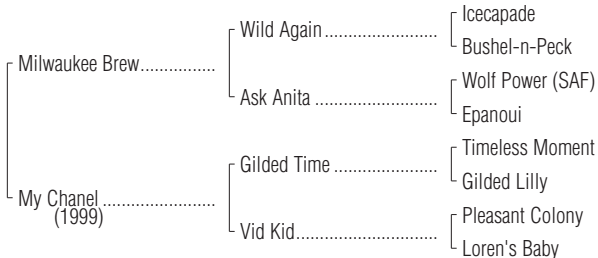 Icecapade
Wild Again
Bushel-n-Peck
Milwaukee Brew
Wolf Power (SAF)
Ask Anita
Epanoui
Timeless Moment
Gilded Time
Gilded Lilly
My Chanel
(1999)
Pleasant Colony
Vid Kid
Loren's Baby